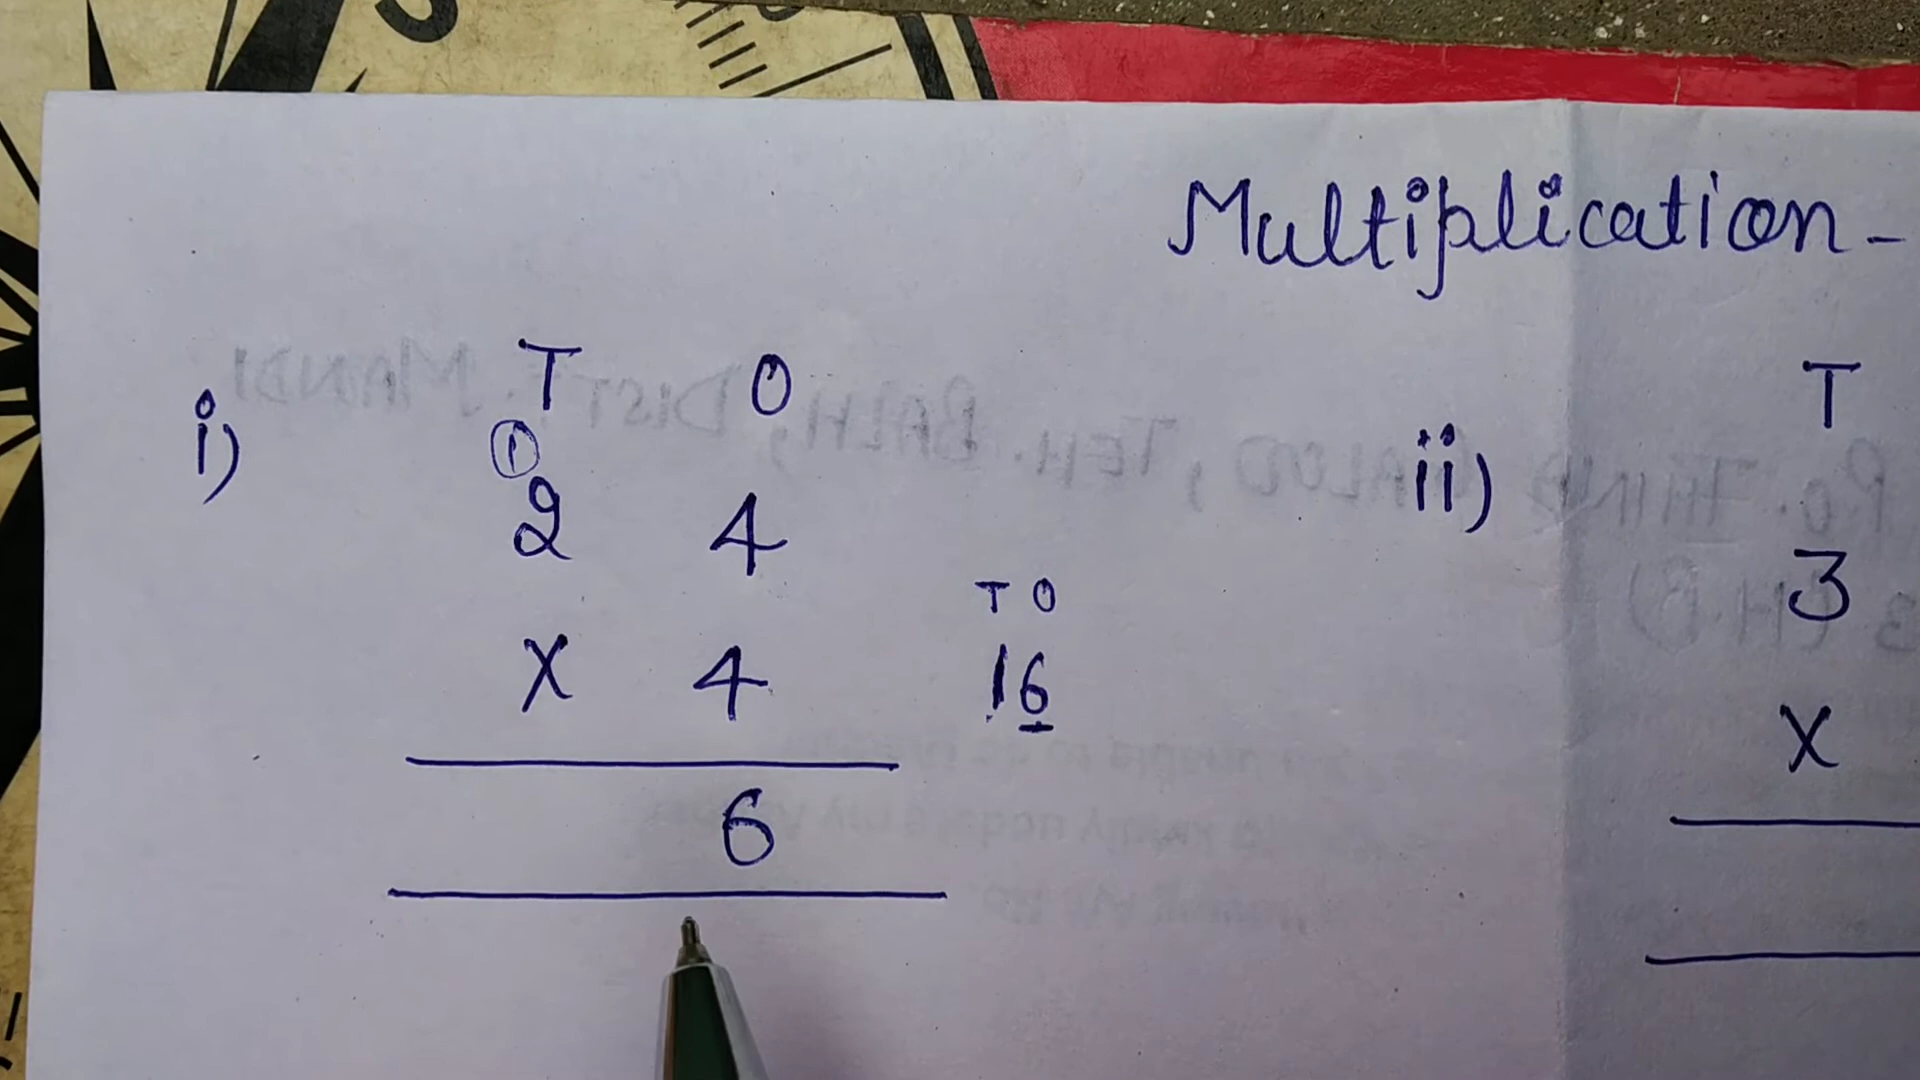 Multiplication -
T O
i) ① ii) T
2 4 3
T O
X 4 16 X
6